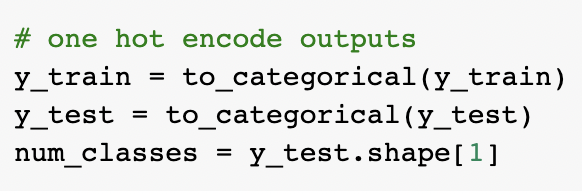 # one hot encode outputs
y_train = to_categorical(y_train)
y_test = to_categorical(y_test)
num_classes = y_test.shape[1]